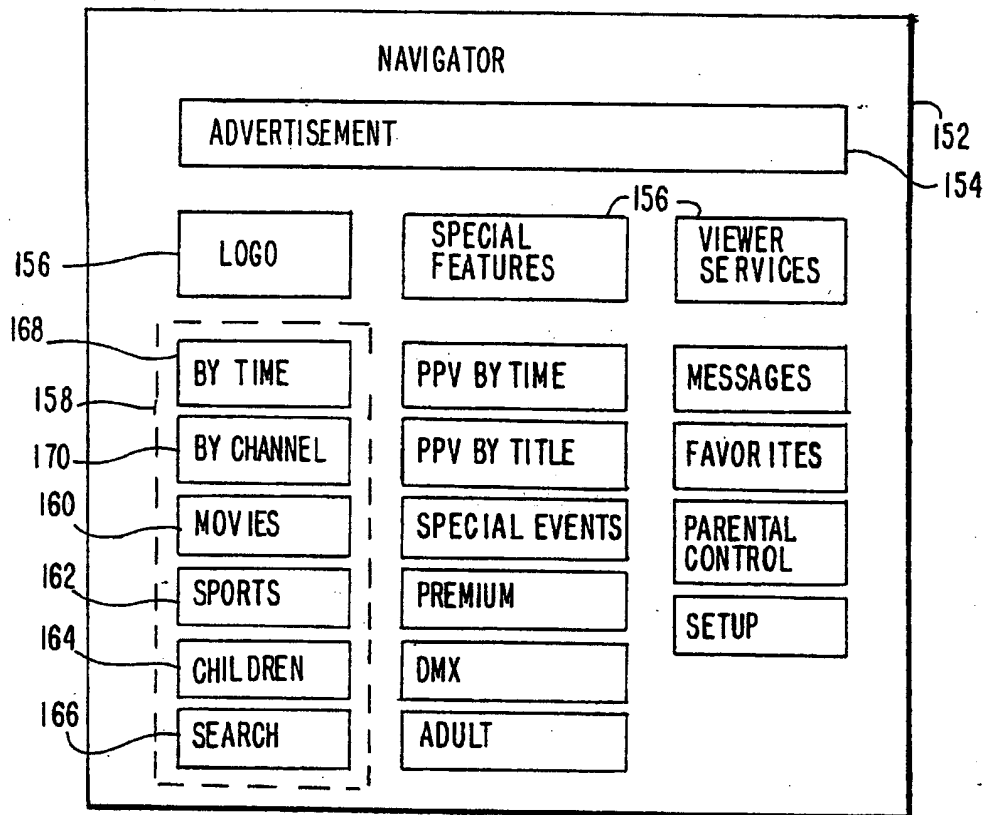 NAVIGATOR
ADVERTISEMENT
152
154
156
LOGO
156
SPECIAL
FEATURES
VIEWER
SERVICES
168
BY TIME
PPV BY TIME
MESSAGES
158
170
BY CHANNEL
PPV BY TITLE
FAVORITES
160
MOVIES
SPECIAL EVENTS
PARENTAL
CONTROL
162
SPORTS
PREMIUM
SETUP
164
CHILDREN
DMX
166
SEARCH
ADULT